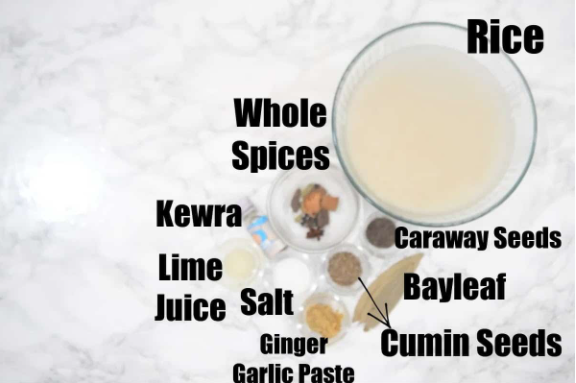 Rice
Whole
Spices
Kewra
Caraway Seeds
Lime
Juice
Salt
Bayleaf
Cumin Seeds
Ginger
Garlic Paste